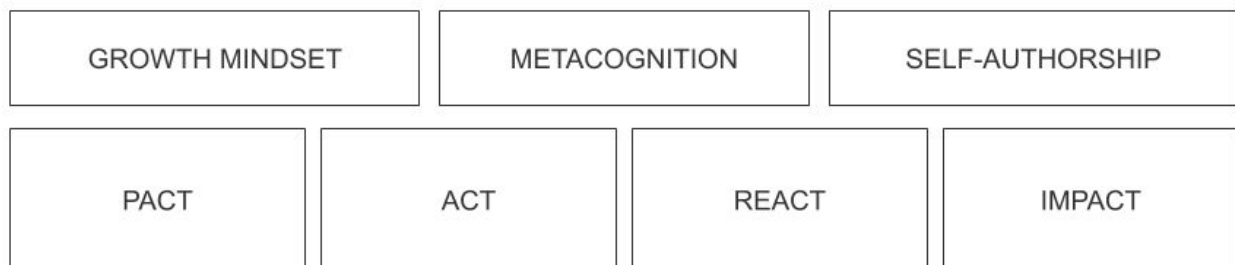 GROWTH MINDSET
METACOGNITION
SELF-AUTHORSHIP
PACT
ACT
REACT
IMPACT